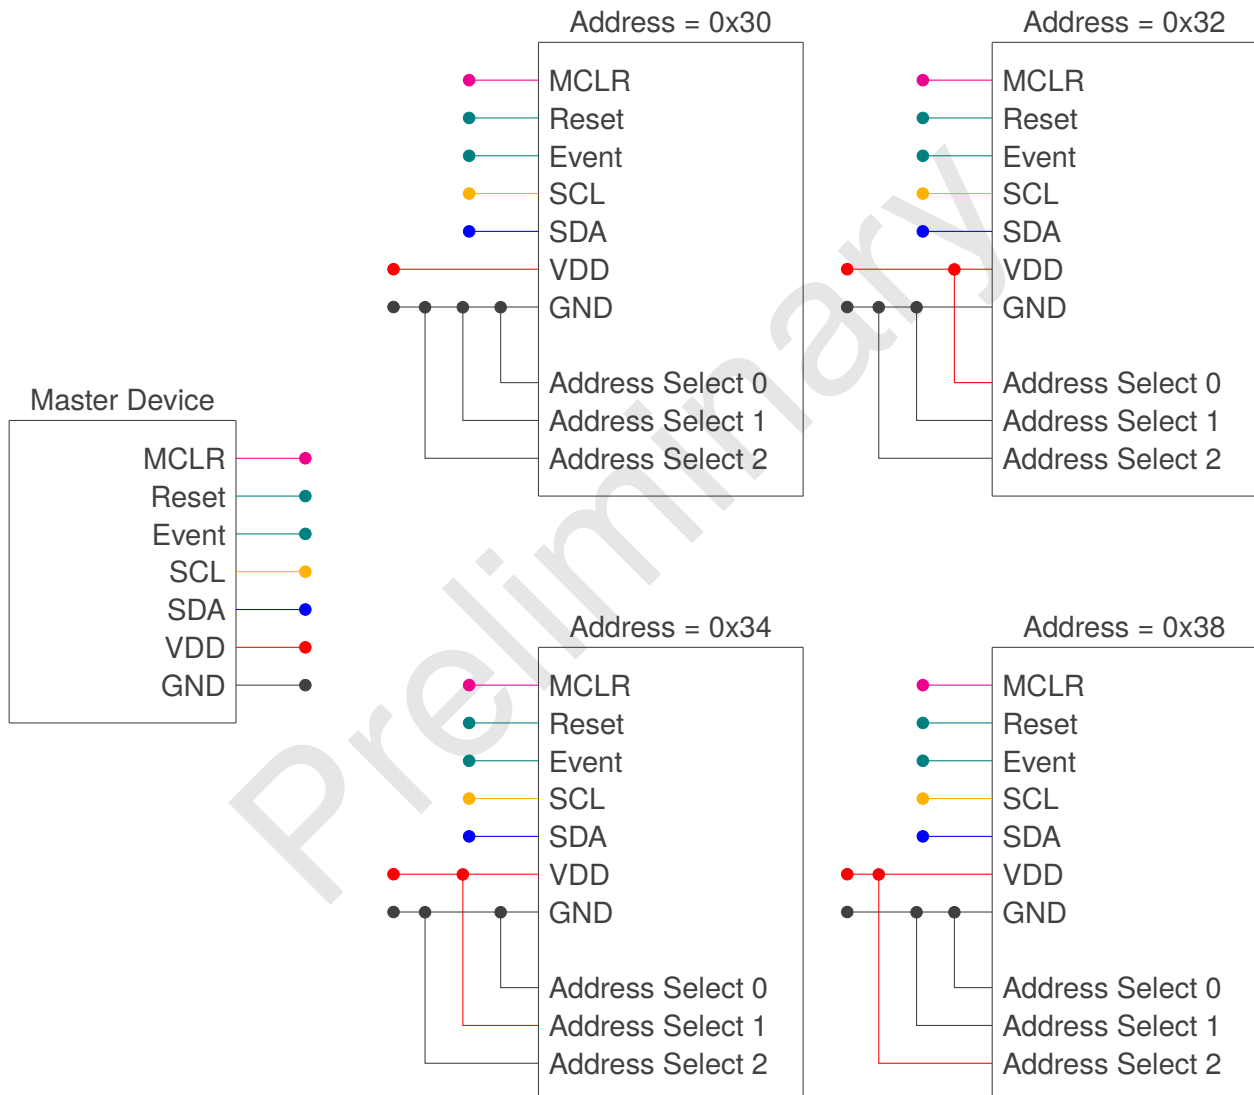 Address = 0x30
MCLR
Reset
Event
SCL
SDA
VDD
GND
Address Select 0
Address Select 1
Address Select 2
Address = 0x32
MCLR
Reset
Event
SCL
SDA
VDD
GND
Address Select 0
Address Select 1
Address Select 2
Master Device
MCLR
Reset
Event
SCL
SDA
VDD
GND
Address = 0x34
MCLR
Reset
Event
SCL
SDA
VDD
GND
Address Select 0
Address Select 1
Address Select 2
Address = 0x38
MCLR
Reset
Event
SCL
SDA
VDD
GND
Address Select 0
Address Select 1
Address Select 2
Preliminary